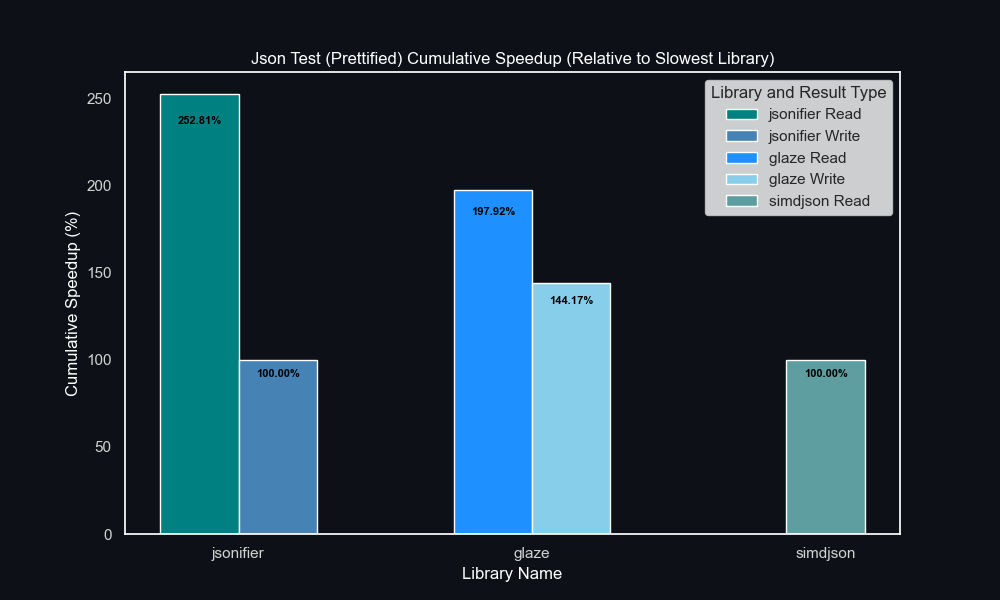 Json Test (Prettified) Cumulative Speedup (Relative to Slowest Library)
Cumulative Speedup (%)
250
200
150
100
50
0
252.81%
100.00%
197.92%
144.17%
100.00%
Library and Result Type
jsonifier Read
jsonifier Write
glaze Read
glaze Write
simdjson Read
jsonifier
glaze
simdjson
Library Name